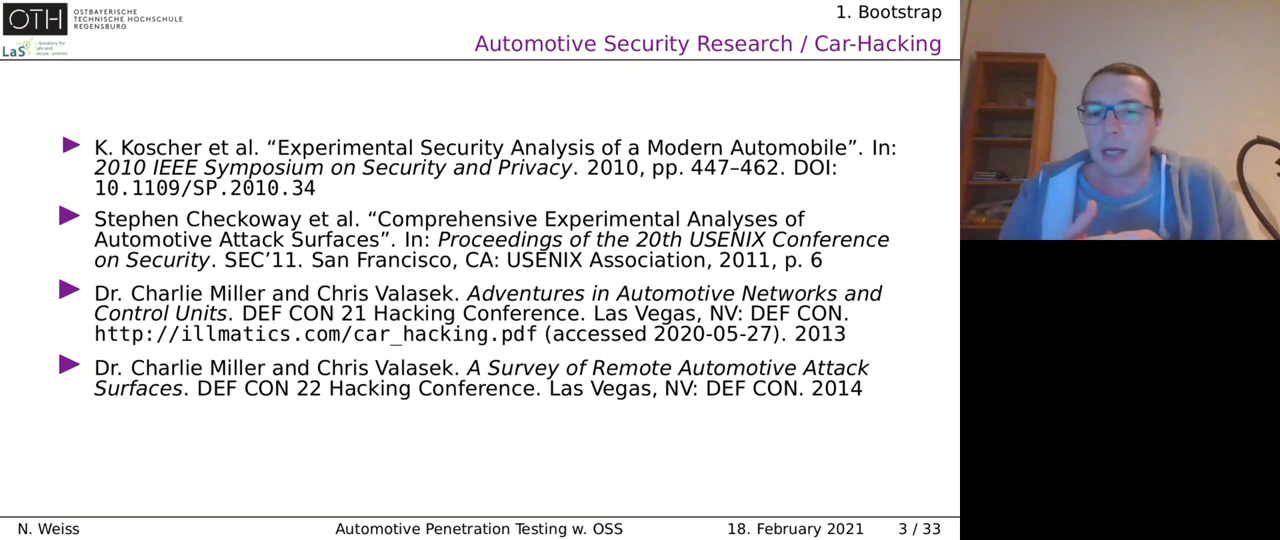 OTH
OSTBAYERISCHE
TECHNISCHE HOCHSCHULE
REGENSBURG
LaS³
1. Bootstrap
Automotive Security Research / Car-Hacking
K. Koscher et al. “Experimental Security Analysis of a Modern Automobile”. In:
2010 IEEE Symposium on Security and Privacy. 2010, pp. 447–462. DOI:
10.1109/SP.2010.34
Stephen Checkoway et al. “Comprehensive Experimental Analyses of
Automotive Attack Surfaces”. In: Proceedings of the 20th USENIX Conference
on Security. SEC’11. San Francisco, CA: USENIX Association, 2011, p. 6
Dr. Charlie Miller and Chris Valasek. Adventures in Automotive Networks and
Control Units. DEF CON 21 Hacking Conference. Las Vegas, NV: DEF CON.
http://illmatics.com/car_hacking.pdf (accessed 2020-05-27). 2013
Dr. Charlie Miller and Chris Valasek. A Survey of Remote Automotive Attack
Surfaces. DEF CON 22 Hacking Conference. Las Vegas, NV: DEF CON. 2014
N. Weiss
Automotive Penetration Testing w. OSS
18. February 2021
3 / 33